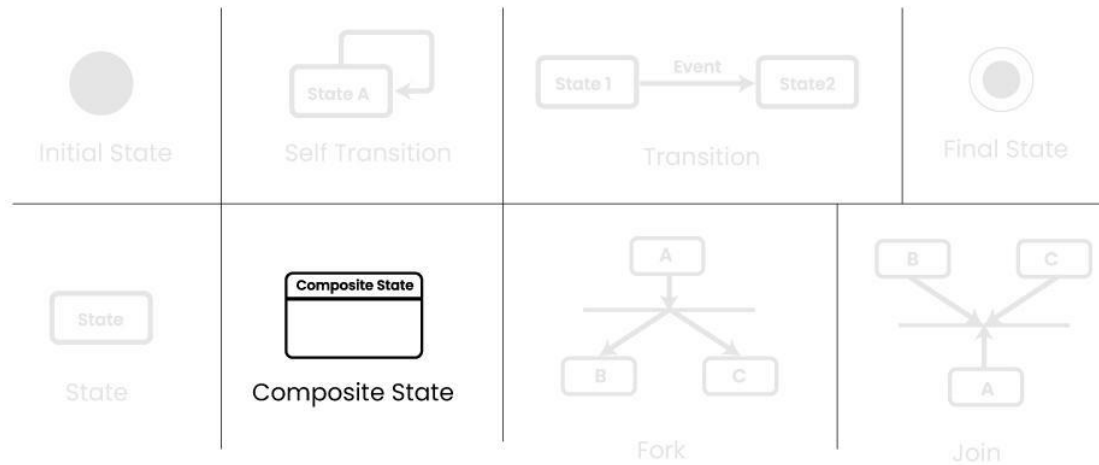 State A
State 1
Event
State2
Initial State
Self Transition
Transition
Final State
A
B
C
Composite State
State
B
C
A
State
Composite State
Fork
Join